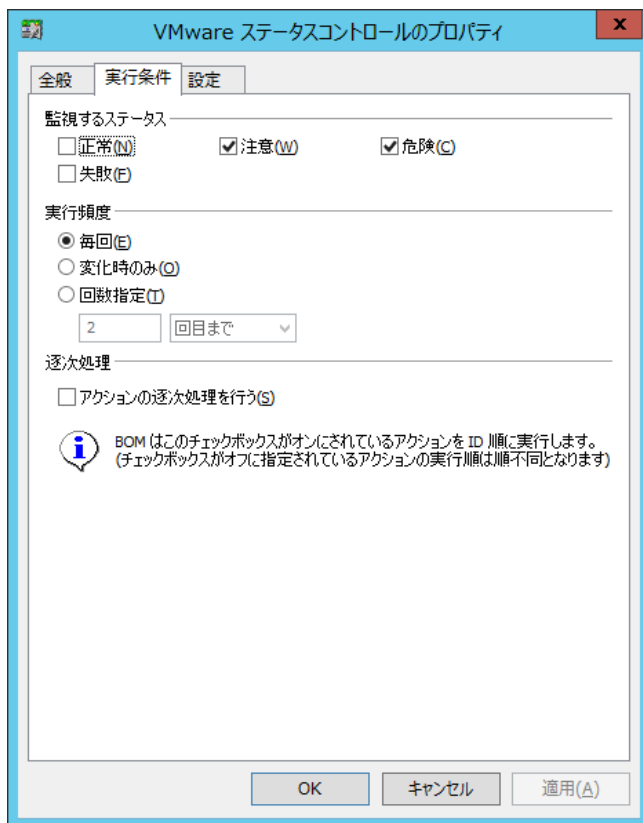 VMware ステータスコントロールのプロパティ
x
全般 実行条件 設定
監視するステータス
正常(N) 注意(W) 危険(C)
失敗(F)
実行頻度
毎回(E)
変化時のみ(O)
回数指定(T)
2 回目まで
逐次処理
アクションの逐次処理を行う(S)
BOM はこのチェックボックスがオンにされているアクションを ID 順に実行します。
(チェックボックスがオフに指定されているアクションの実行順は順不同となります)
OK キャンセル 適用(A)